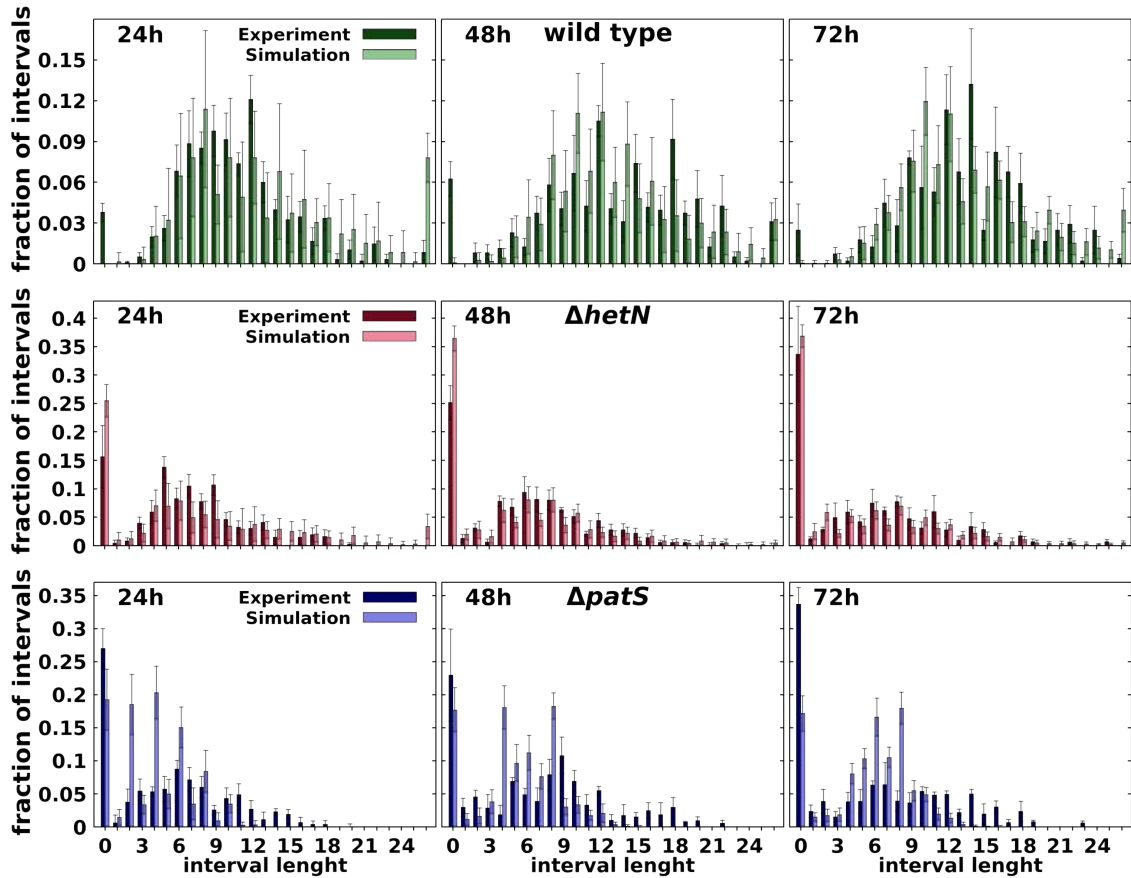 24h
Experiment
Simulation
48h
wild type
72h
fraction of intervals
0.15
0.12
0.09
0.06
0.03
0
24h
Experiment
Simulation
48h
ΔhetN
72h
fraction of intervals
0.4
0.35
0.3
0.25
0.2
0.15
0.1
0.05
0
24h
Experiment
Simulation
48h
ΔpatS
72h
fraction of intervals
0.35
0.3
0.25
0.2
0.15
0.1
0.05
0
0 3 6 9 12 15 18 21 24
0 3 6 9 12 15 18 21 24
0 3 6 9 12 15 18 21 24
interval lenght
interval lenght
interval lenght